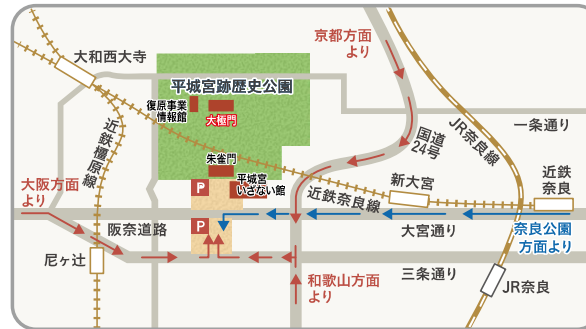 京都方面
より
大和西大寺
平城宮跡歴史公園
復原事業
情報館
大極門
近鉄橿原線
国道
24号
JR奈良線
一条通り
朱雀門
平城宮
いざない館
P
近鉄奈良線
新大宮
近鉄
奈良
大阪方面
より
P
阪奈道路
大宮通り
奈良公園
方面より
尼ヶ辻
和歌山方面
より
三条通り
JR奈良